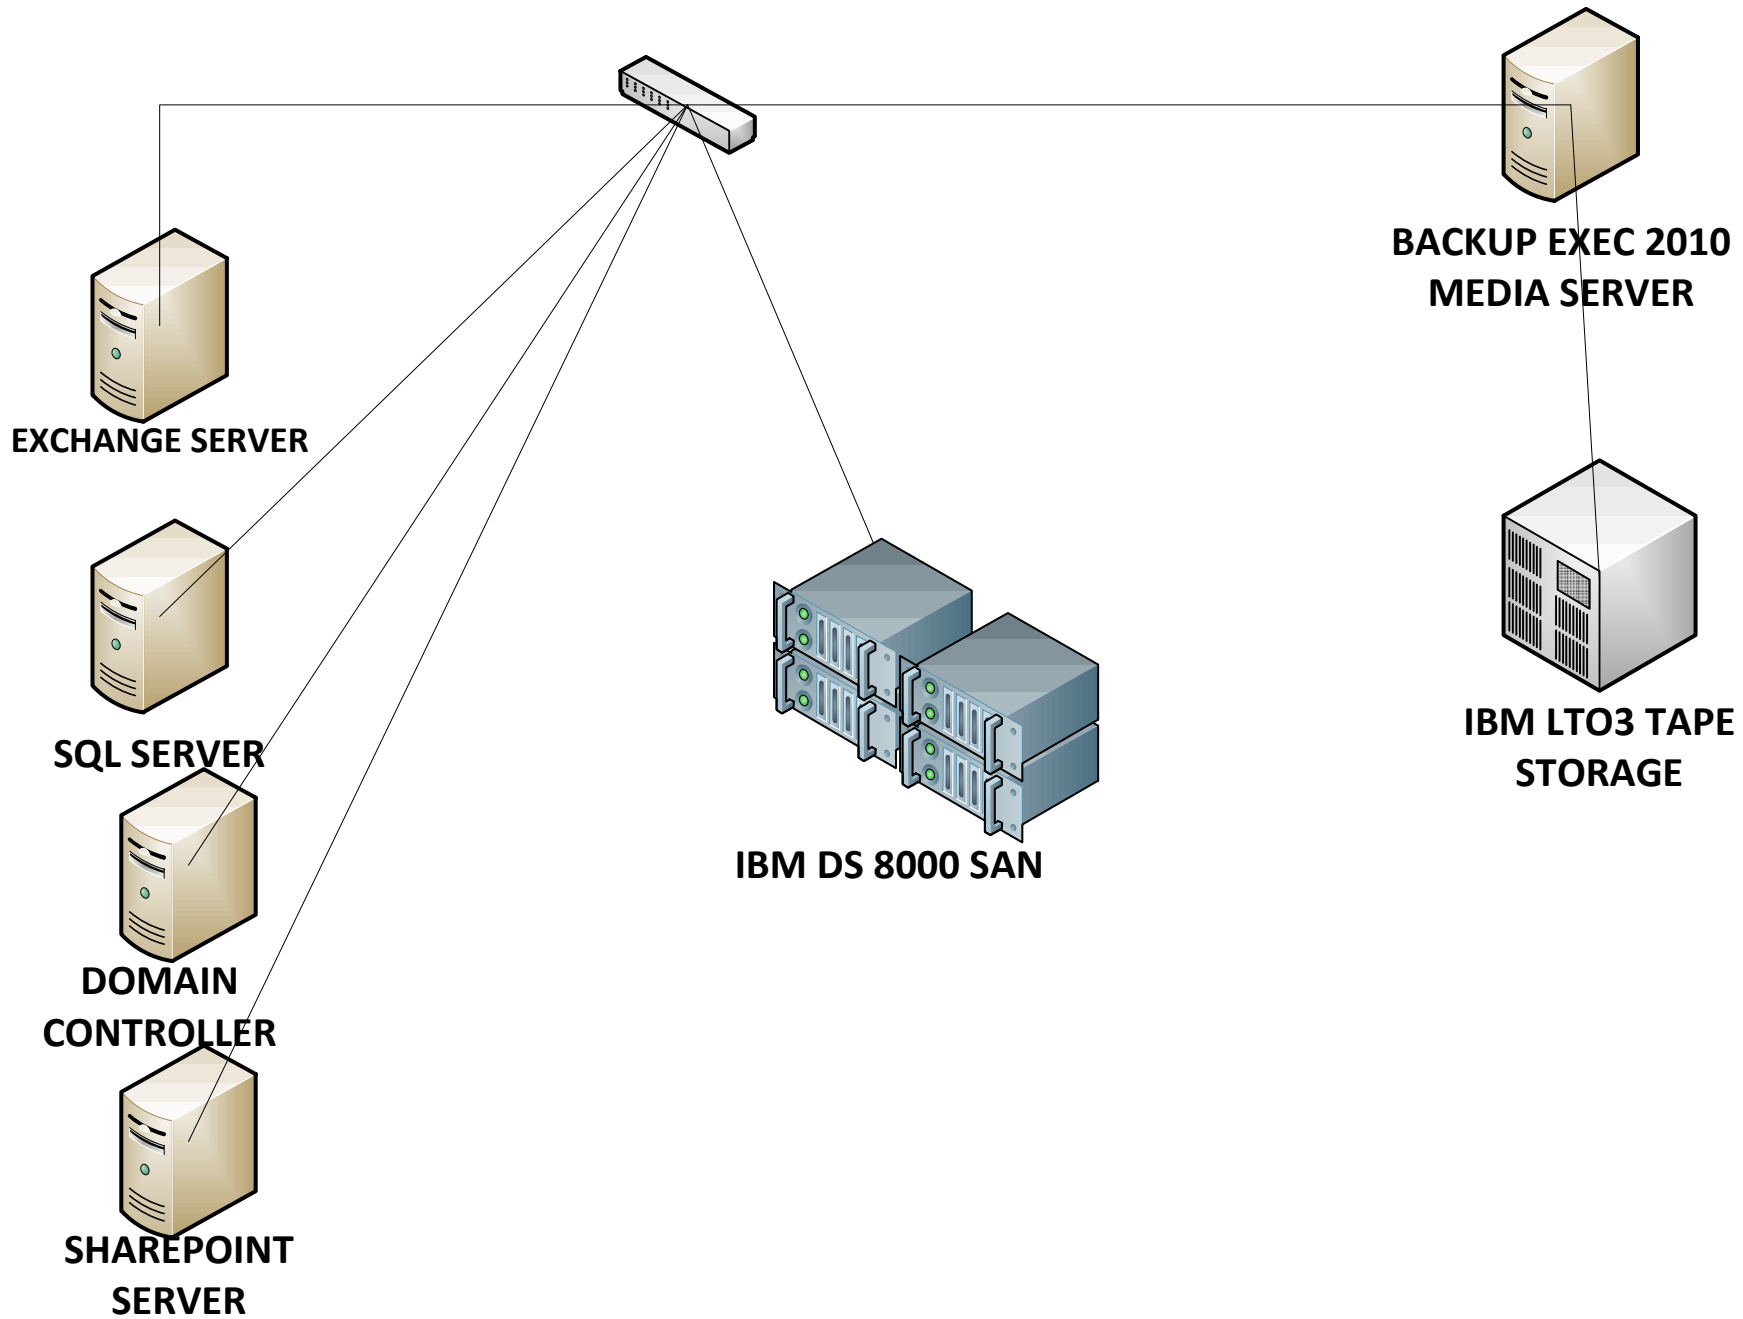 BACKUP EXEC 2010
MEDIA SERVER
EXCHANGE SERVER
SQL SERVER
IBM LTO3 TAPE
STORAGE
IBM DS 8000 SAN
DOMAIN
CONTROLLER
SHAREPOINT
SERVER